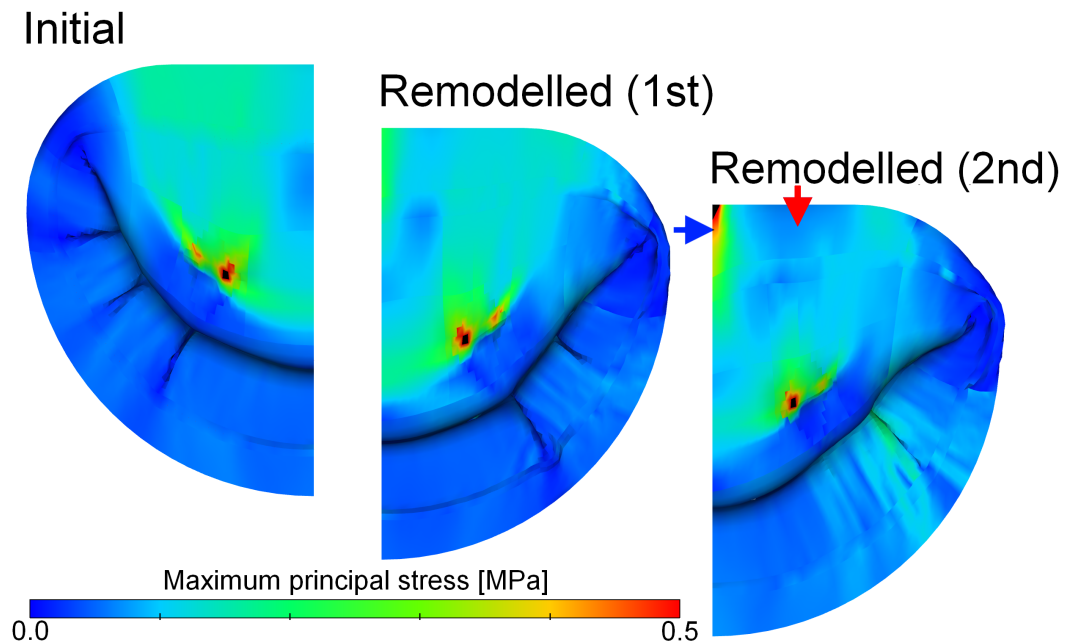 Initial
Remodelled (1st)
Remodelled (2nd)
Maximum principal stress [MPa]
0.0
0.5